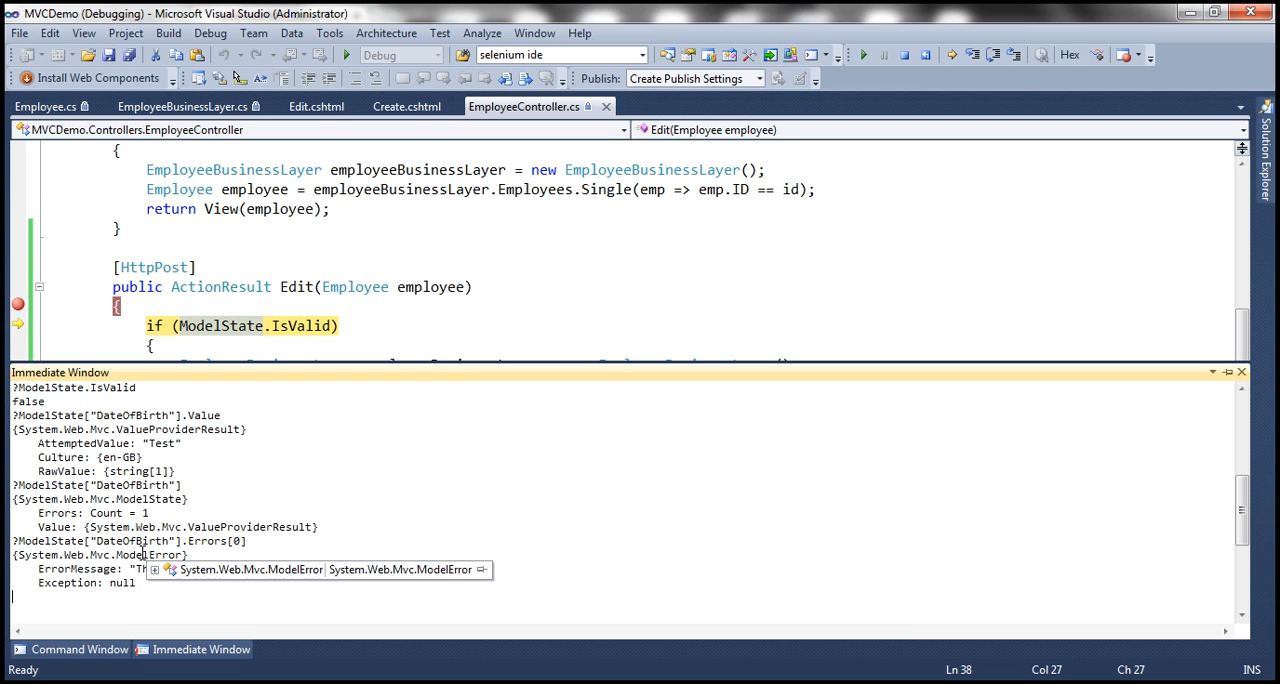 MVCDemo (Debugging) - Microsoft Visual Studio (Administrator)
File Edit View Project Build Debug Team Data Tools Architecture Test Analyze Window Help
Debug selenium ide Hex
Install Web Components Publish: Create Publish Settings
Employee.cs EmployeeBusinessLayer.cs Edit.cshtml Create.cshtml EmployeeController.cs
MVCDemo.Controllers.EmployeeController Edit(Employee employee)
Solution Explorer
{
EmployeeBusinessLayer employeeBusinessLayer = new EmployeeBusinessLayer();
Employee employee = employeeBusinessLayer.Employees.Single(emp => emp.ID == id);
return View(employee);
}
[HttpPost]
public ActionResult Edit(Employee employee)
{
if (ModelState.IsValid)
{
Immediate Window
?ModelState.IsValid
false
?ModelState["DateOfBirth"].Value
{System.Web.Mvc.ValueProviderResult}
AttemptedValue: "Test"
Culture: {en-GB}
RawValue: {string[1]}
?ModelState["DateOfBirth"]
{System.Web.Mvc.ModelState}
Errors: Count = 1
Value: {System.Web.Mvc.ValueProviderResult}
?ModelState["DateOfBirth"].Errors[0]
{System.Web.Mvc.ModelError}
ErrorMessage: "Th
System.Web.Mvc.ModelError System.Web.Mvc.ModelError
Exception: null
Command Window Immediate Window
Ready Ln 38 Col 27 Ch 27 INS